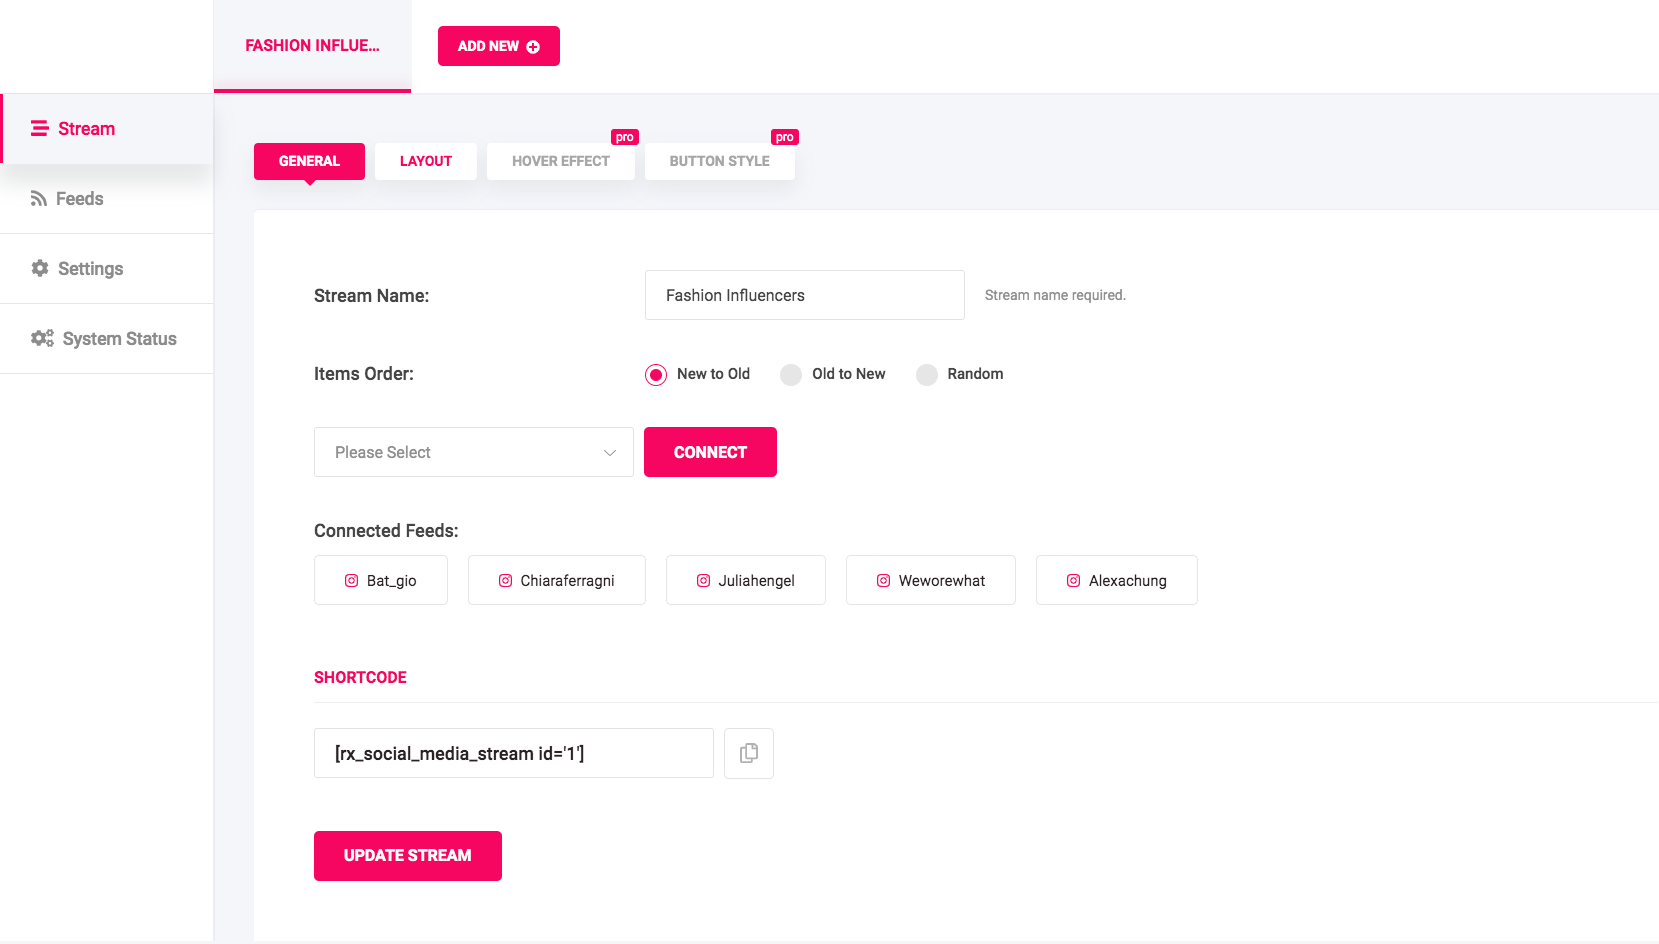 FASHION INFLUE...
ADD NEW
Stream
Feeds
Settings
System Status
GENERAL
LAYOUT
HOVER EFFECT
pro
BUTTON STYLE
pro
Stream Name:
Fashion Influencers
Stream name required.
Items Order:
New to Old
Old to New
Random
Please Select
CONNECT
Connected Feeds:
Bat_gio
Chiaraferragni
Juliahengel
Weworewhat
Alexachung
SHORTCODE
[rx_social_media_stream id='1']
UPDATE STREAM